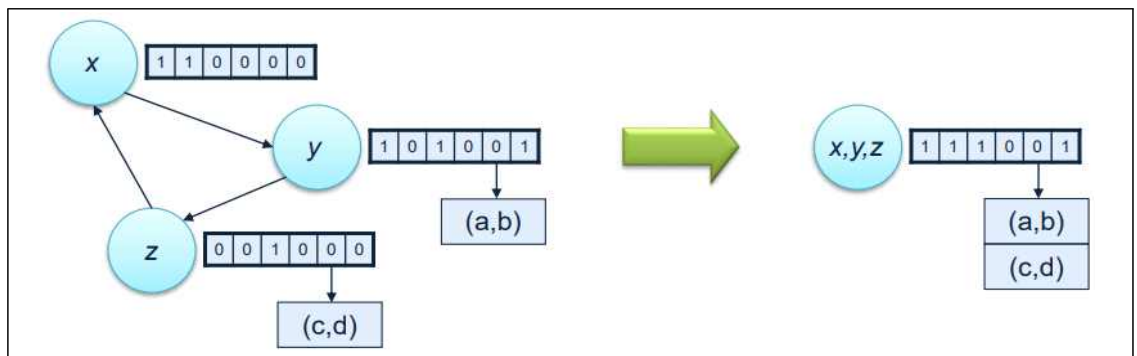 x
1 1 0 0 0 0
y
1 0 1 0 0 1
(a,b)
z
0 0 1 0 0 0
(c,d)
x,y,z
1 1 1 0 0 1
(a,b)
(c,d)